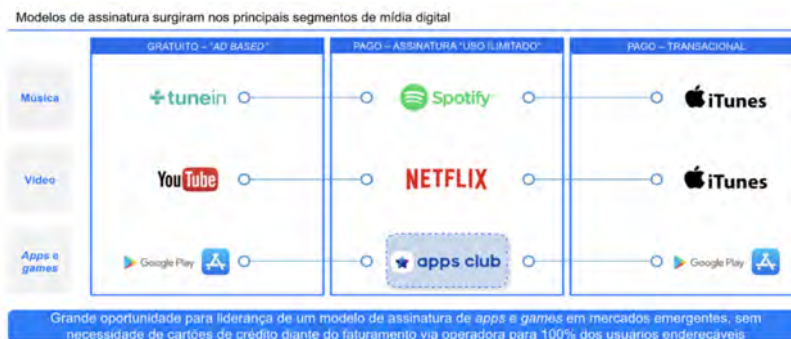 Modelos de assinatura surgiram nos principais segmentos de mídia digital
GRATUITO – "AD BASED"
PAGO – ASSINATURA "USO ILIMITADO"
PAGO – TRANSACIONAL
Música
tunein
Spotify
iTunes
Vídeo
YouTube
NETFLIX
iTunes
Apps e
games
Google Play
apps club
Google Play
Grande oportunidade para liderança de um modelo de assinatura de apps e games em mercados emergentes, sem
necessidade de cartões de crédito diante do faturamento via operadora para 100% dos usuários endereçáveis